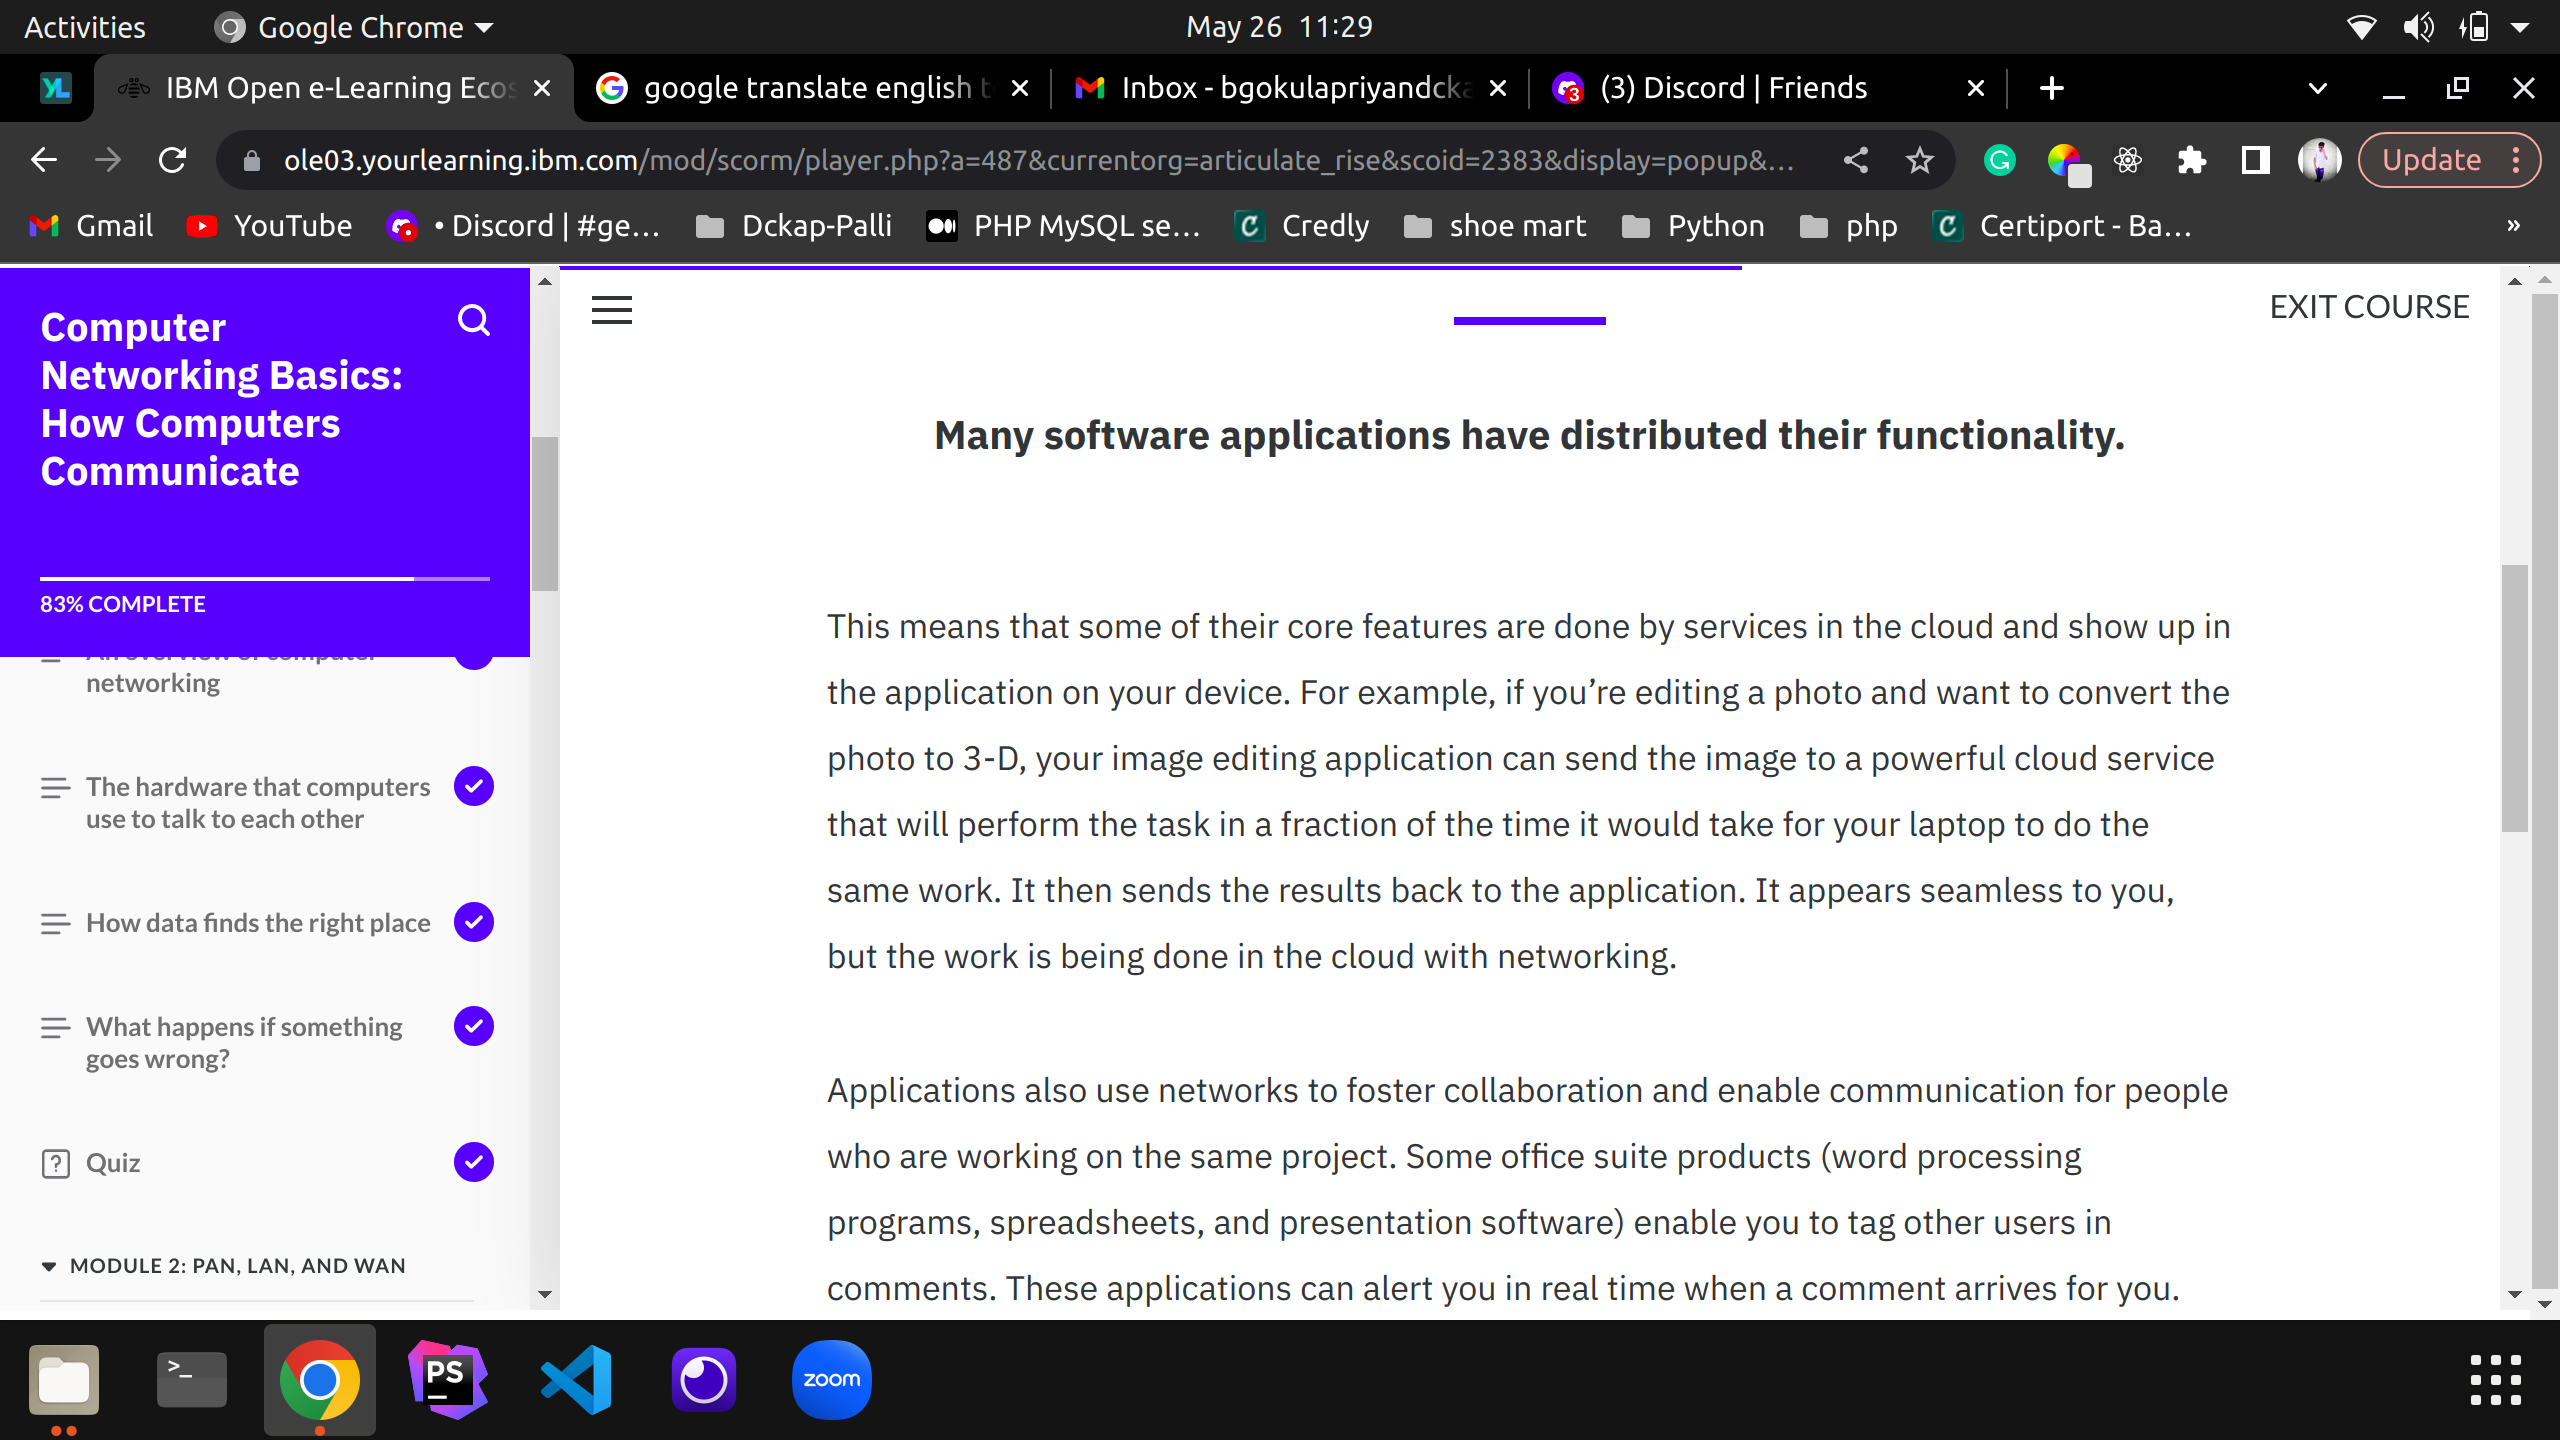 Activities
Google Chrome
May 26 11:29
IBM Open e-Learning Ecos
google translate english t
Inbox - bgokulapriyandcka
(3) Discord | Friends
ole03.yourlearning.ibm.com/mod/scorm/player.php?a=487&currentorg=articulate_rise&scoid=2383&display=popup&...
Update
Gmail
YouTube
• Discord | #ge...
Dckap-Palli
PHP MySQL se...
Credly
shoe mart
Python
php
Certiport - Ba...
»
Computer
Networking Basics:
How Computers
Communicate
83% COMPLETE
An overview of computer
networking
The hardware that computers
use to talk to each other
How data finds the right place
What happens if something
goes wrong?
Quiz
MODULE 2: PAN, LAN, AND WAN
EXIT COURSE
Many software applications have distributed their functionality.
This means that some of their core features are done by services in the cloud and show up in
the application on your device. For example, if you’re editing a photo and want to convert the
photo to 3-D, your image editing application can send the image to a powerful cloud service
that will perform the task in a fraction of the time it would take for your laptop to do the
same work. It then sends the results back to the application. It appears seamless to you,
but the work is being done in the cloud with networking.
Applications also use networks to foster collaboration and enable communication for people
who are working on the same project. Some office suite products (word processing
programs, spreadsheets, and presentation software) enable you to tag other users in
comments. These applications can alert you in real time when a comment arrives for you.
PS
zoom